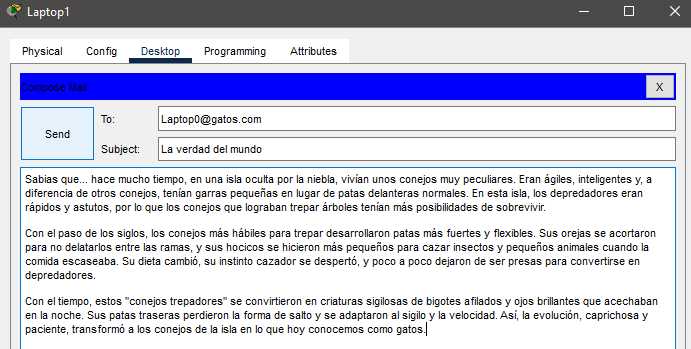 Laptop1
Physical Config Desktop Programming Attributes
Compose Mail X
Send
To: Laptop0@gatos.com
Subject: La verdad del mundo
Sabias que... hace mucho tiempo, en una isla oculta por la niebla, vivían unos conejos muy peculiares. Eran ágiles, inteligentes y, a
diferencia de otros conejos, tenían garras pequeñas en lugar de patas delanteras normales. En esta isla, los depredadores eran
rápidos y astutos, por lo que los conejos que lograban trepar árboles tenían más posibilidades de sobrevivir.
Con el paso de los siglos, los conejos más hábiles para trepar desarrollaron patas más fuertes y flexibles. Sus orejas se acortaron
para no delatarlos entre las ramas, y sus hocicos se hicieron más pequeños para cazar insectos y pequeños animales cuando la
comida escaseaba. Su dieta cambió, su instinto cazador se despertó, y poco a poco dejaron de ser presas para convertirse en
depredadores.
Con el tiempo, estos "conejos trepadores" se convirtieron en criaturas sigilosas de bigotes afilados y ojos brillantes que acechaban
en la noche. Sus patas traseras perdieron la forma de salto y se adaptaron al sigilo y la velocidad. Así, la evolución, caprichosa y
paciente, transformó a los conejos de la isla en lo que hoy conocemos como gatos.